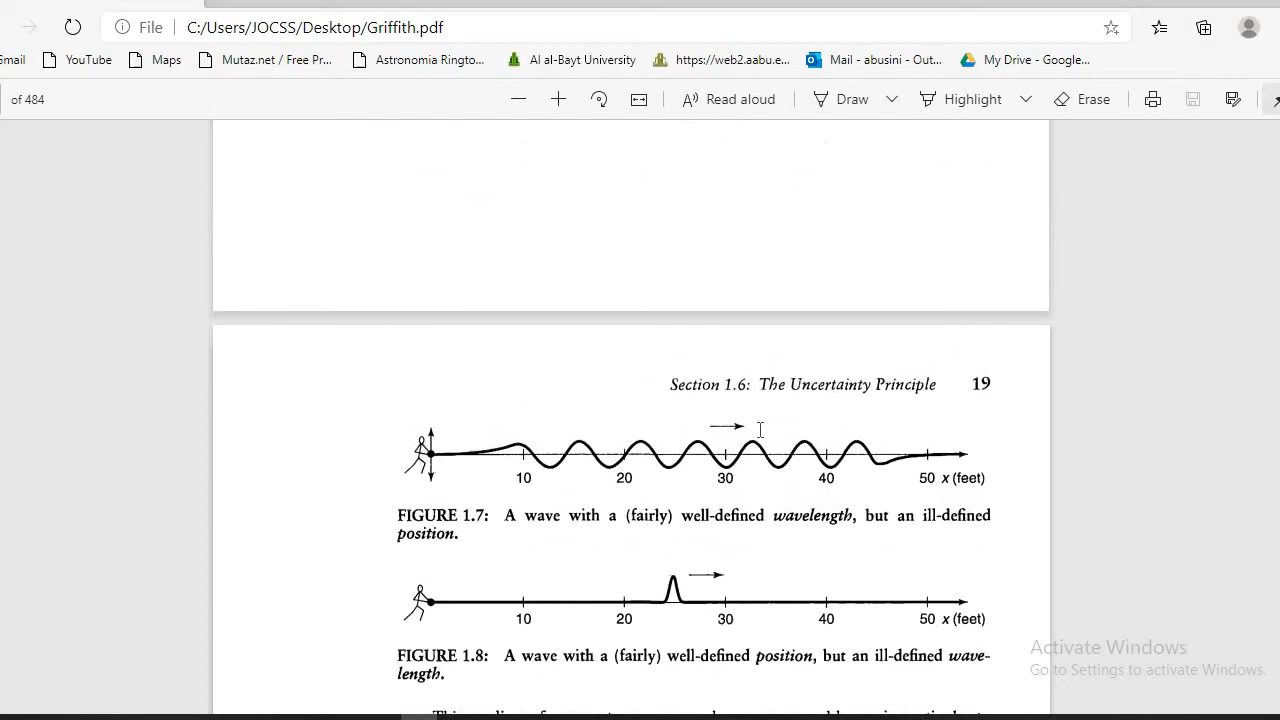 File C:/Users/JOCSS/Desktop/Griffith.pdf
Gmail YouTube Maps Mutaz.net / Free Pr... Astronomia Ringto... Al al-Bayt University https://web2.aabu.e... Mail - abusini - Out... My Drive - Google...
of 484 Read aloud Draw Highlight Erase
Section 1.6: The Uncertainty Principle 19
10 20 30 40 50 x (feet)
FIGURE 1.7: A wave with a (fairly) well-defined wavelength, but an ill-defined
position.
10 20 30 40 50 x (feet)
FIGURE 1.8: A wave with a (fairly) well-defined position, but an ill-defined wave-
length.
Activate Windows
Go to Settings to activate Windows.